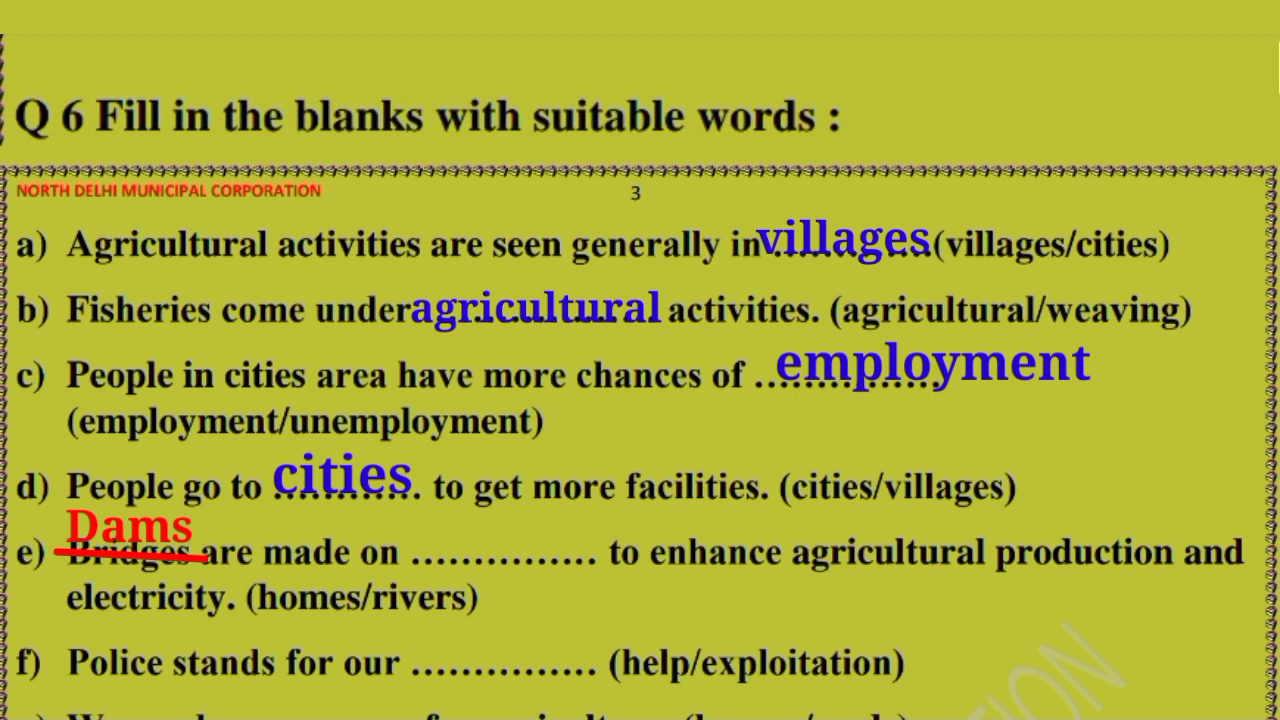 Q 6 Fill in the blanks with suitable words :
NORTH DELHI MUNICIPAL CORPORATION 3
a) Agricultural activities are seen generally in villages (villages/cities)
b) Fisheries come under agricultural activities. (agricultural/weaving)
c) People in cities area have more chances of employment
(employment/unemployment)
d) People go to cities to get more facilities. (cities/villages)
Dams
e) Bridges are made on ............... to enhance agricultural production and
electricity. (homes/rivers)
f) Police stands for our ............... (help/exploitation)